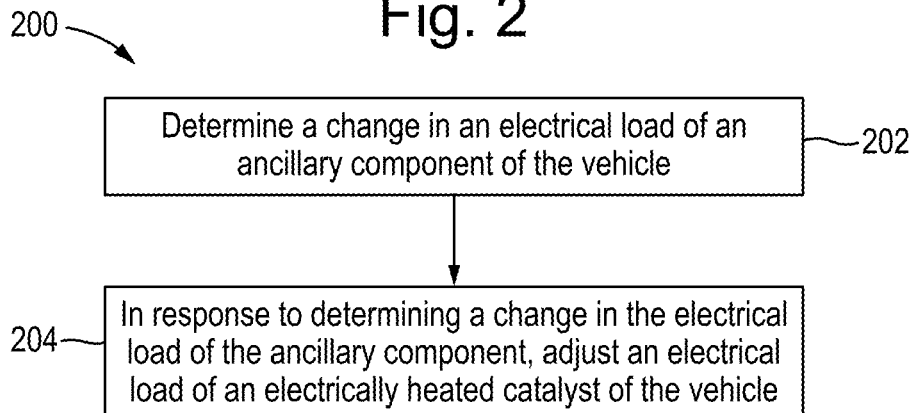 Fig. 2
200
Determine a change in an electrical load of an
ancillary component of the vehicle
202
204
In response to determining a change in the electrical
load of the ancillary component, adjust an electrical
load of an electrically heated catalyst of the vehicle